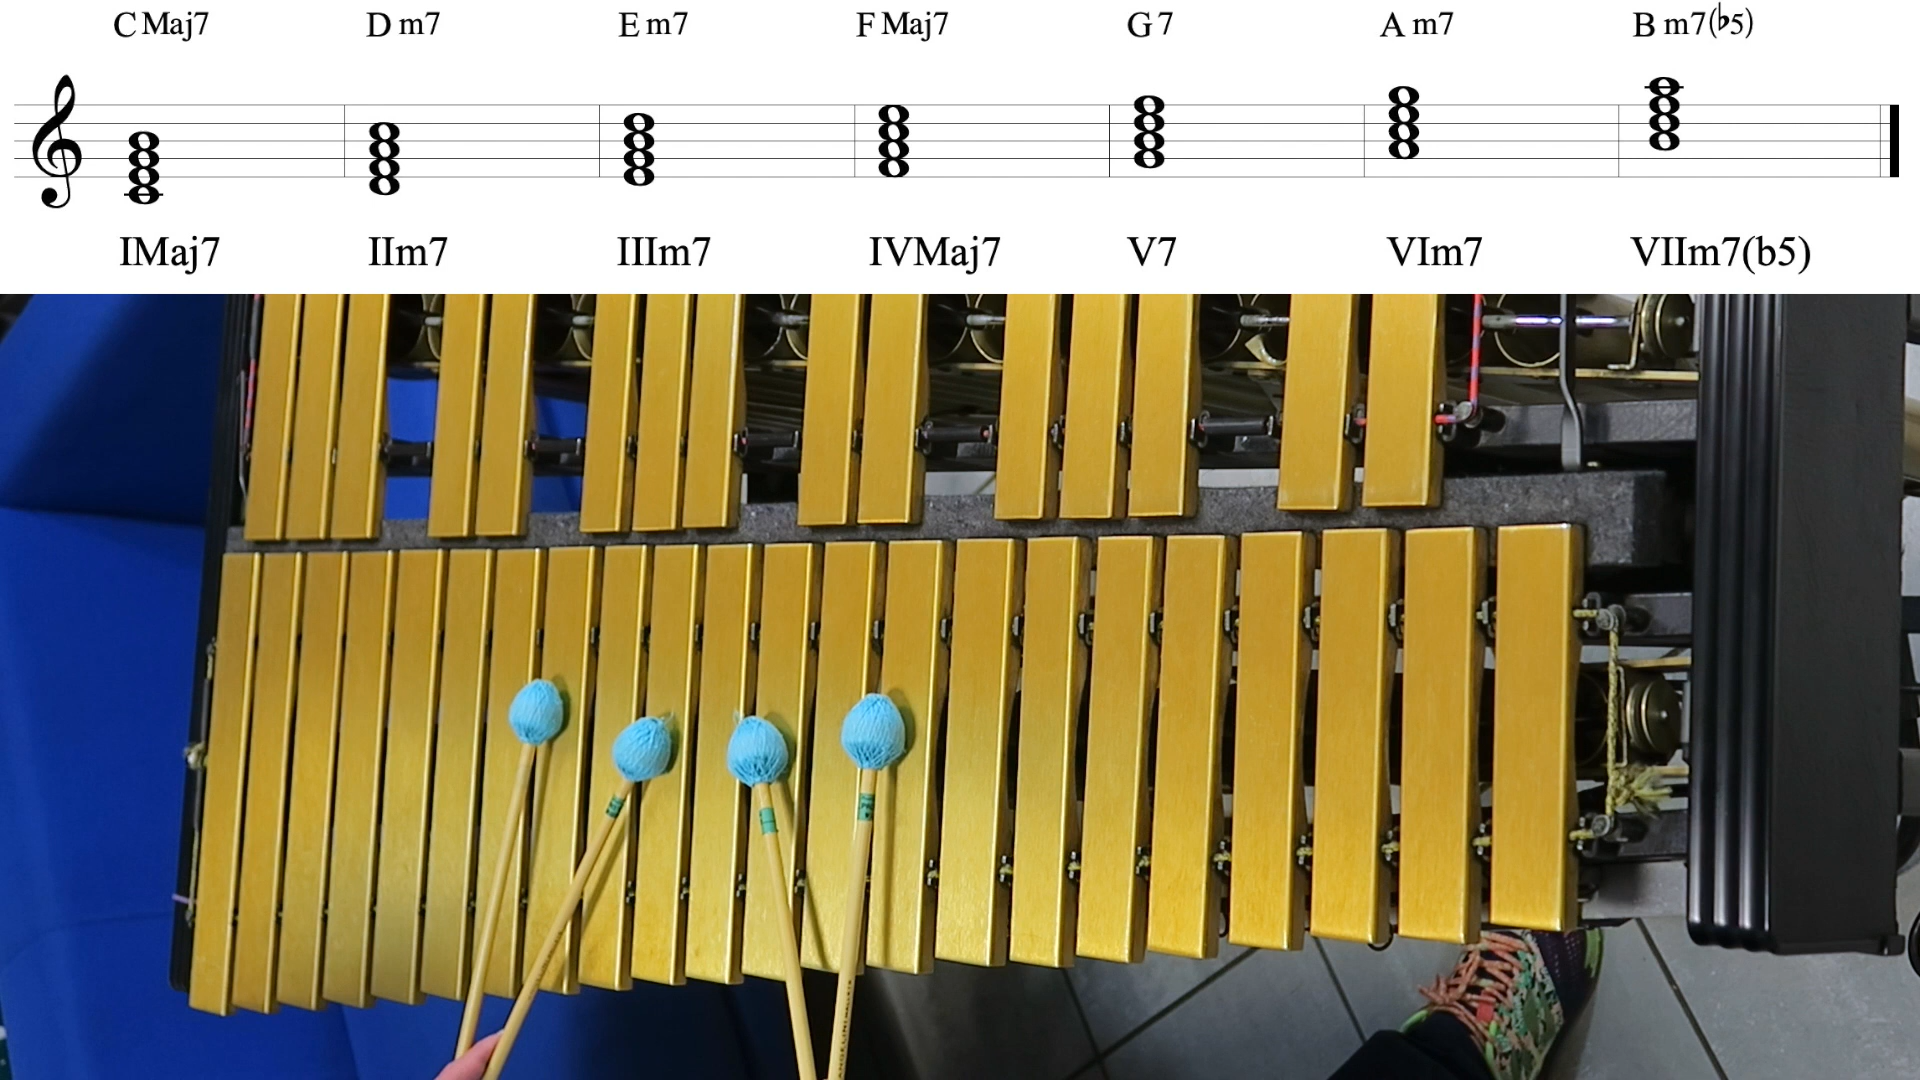 C Maj7 D m7 E m7 F Maj7 G 7 A m7 B m7(♭5)
IMaj7 IIm7 IIIm7 IVMaj7 V7 VIm7 VIIm7(b5)